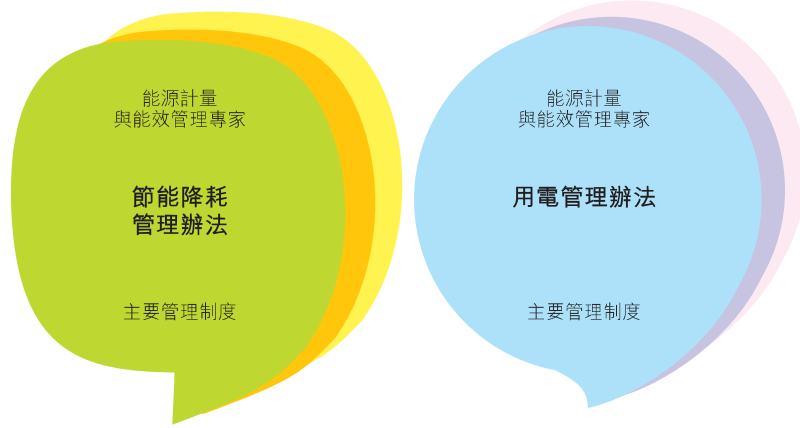 能源計量
與能效管理專家
節能降耗
管理辦法
主要管理制度
能源計量
與能效管理專家
用電管理辦法
主要管理制度